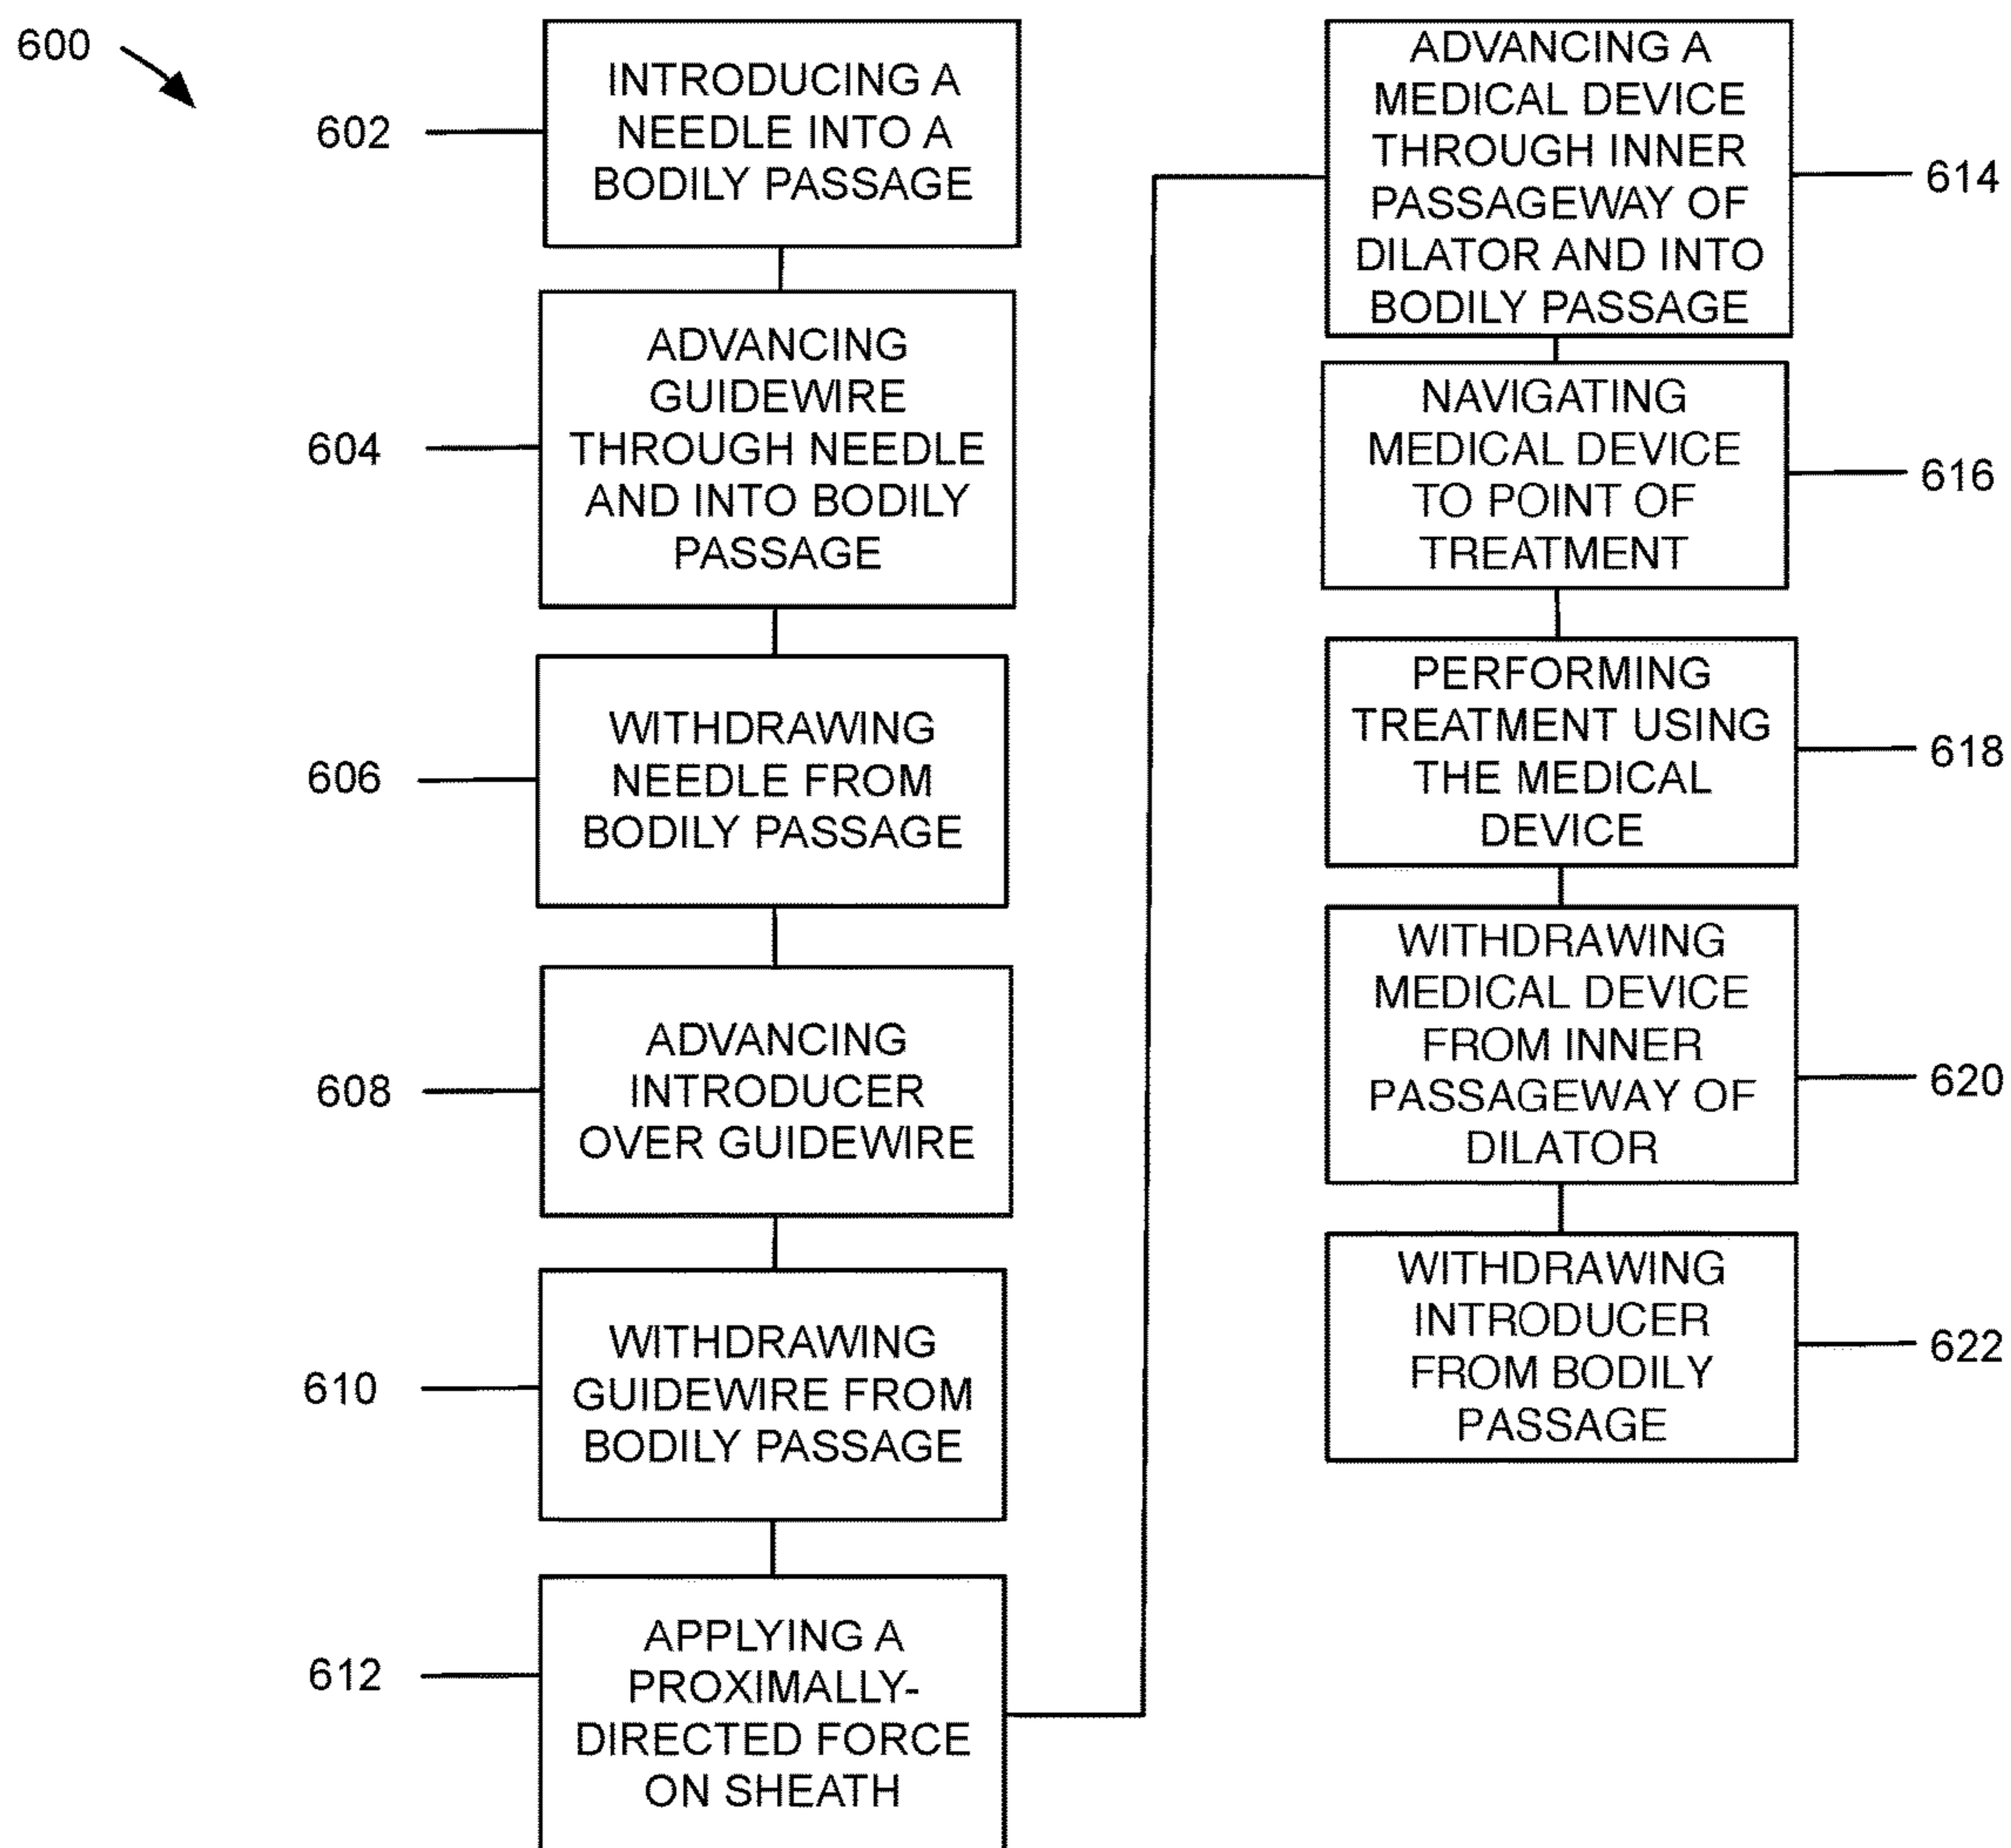 600
602
INTRODUCING A
NEEDLE INTO A
BODILY PASSAGE
604
ADVANCING
GUIDEWIRE
THROUGH NEEDLE
AND INTO BODILY
PASSAGE
606
WITHDRAWING
NEEDLE FROM
BODILY PASSAGE
608
ADVANCING
INTRODUCER
OVER GUIDEWIRE
610
WITHDRAWING
GUIDEWIRE FROM
BODILY PASSAGE
612
APPLYING A
PROXIMALLY-
DIRECTED FORCE
ON SHEATH
ADVANCING A
MEDICAL DEVICE
THROUGH INNER
PASSAGEWAY OF
DILATOR AND INTO
BODILY PASSAGE
614
NAVIGATING
MEDICAL DEVICE
TO POINT OF
TREATMENT
616
PERFORMING
TREATMENT USING
THE MEDICAL
DEVICE
618
WITHDRAWING
MEDICAL DEVICE
FROM INNER
PASSAGEWAY OF
DILATOR
620
WITHDRAWING
INTRODUCER
FROM BODILY
PASSAGE
622